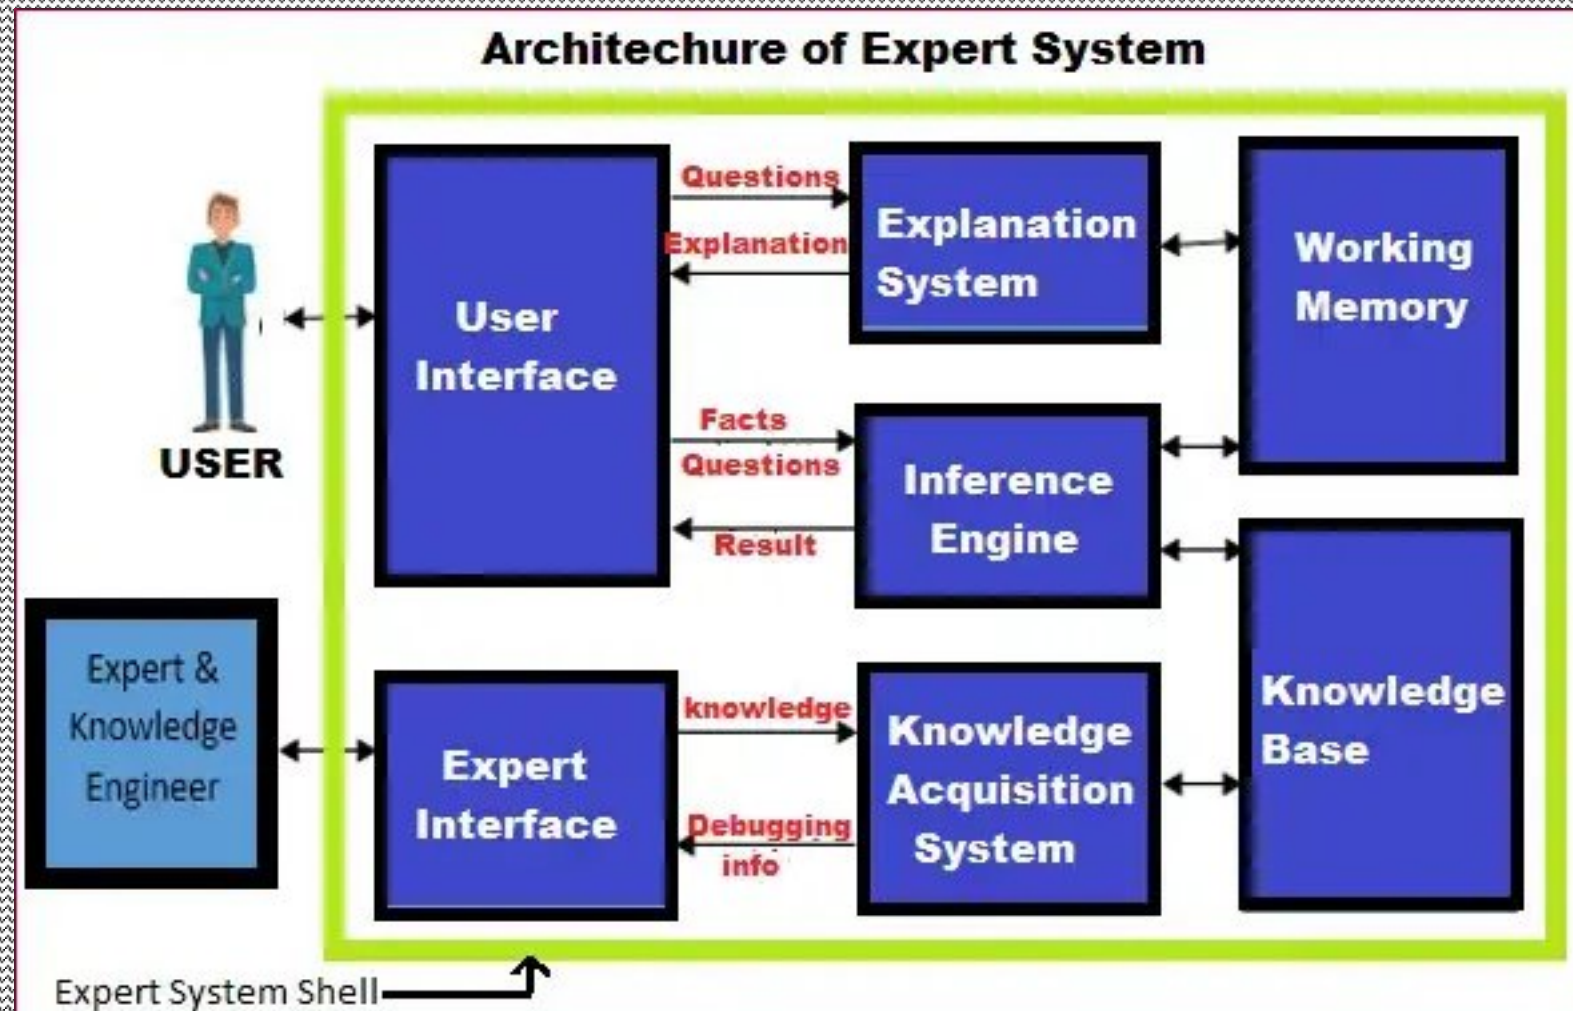 Architechure of Expert System
USER
User
Interface
Questions
Explanation
Explanation
System
Working
Memory
Facts
Questions
Result
Inference
Engine
Expert &
Knowledge
Engineer
Expert
Interface
knowledge
Debugging
info
Knowledge
Acquisition
System
Knowledge
Base
Expert System Shell